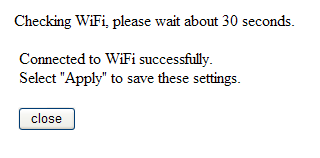 Checking WiFi, please wait about 30 seconds.
Connected to WiFi successfully.
Select "Apply" to save these settings.
close